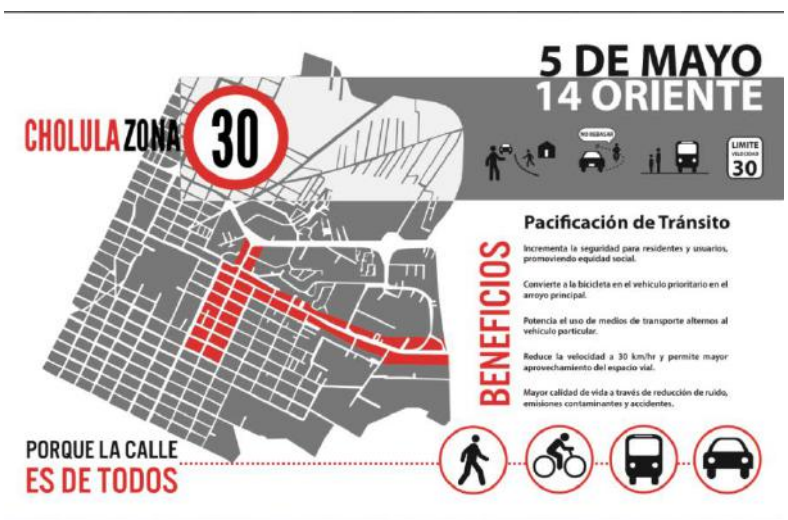 5 DE MAYO
14 ORIENTE
CHOLULA ZONA 30
NO REBASAR
LIMITE
VELOCIDAD
30
BENEFICIOS
Pacificación de Tránsito
Incrementa la seguridad para residentes y usuarios,
promoviendo equidad social.
Convierte a la bicicleta en el vehículo prioritario en el
arroyo principal.
Potencia el uso de medios de transporte alternos al
vehículo particular.
Reduce la velocidad a 30 km/hr y permite mayor
aprovechamiento del espacio vial.
Mayor calidad de vida a través de reducción de ruido,
emisiones contaminantes y accidentes.
PORQUE LA CALLE
ES DE TODOS